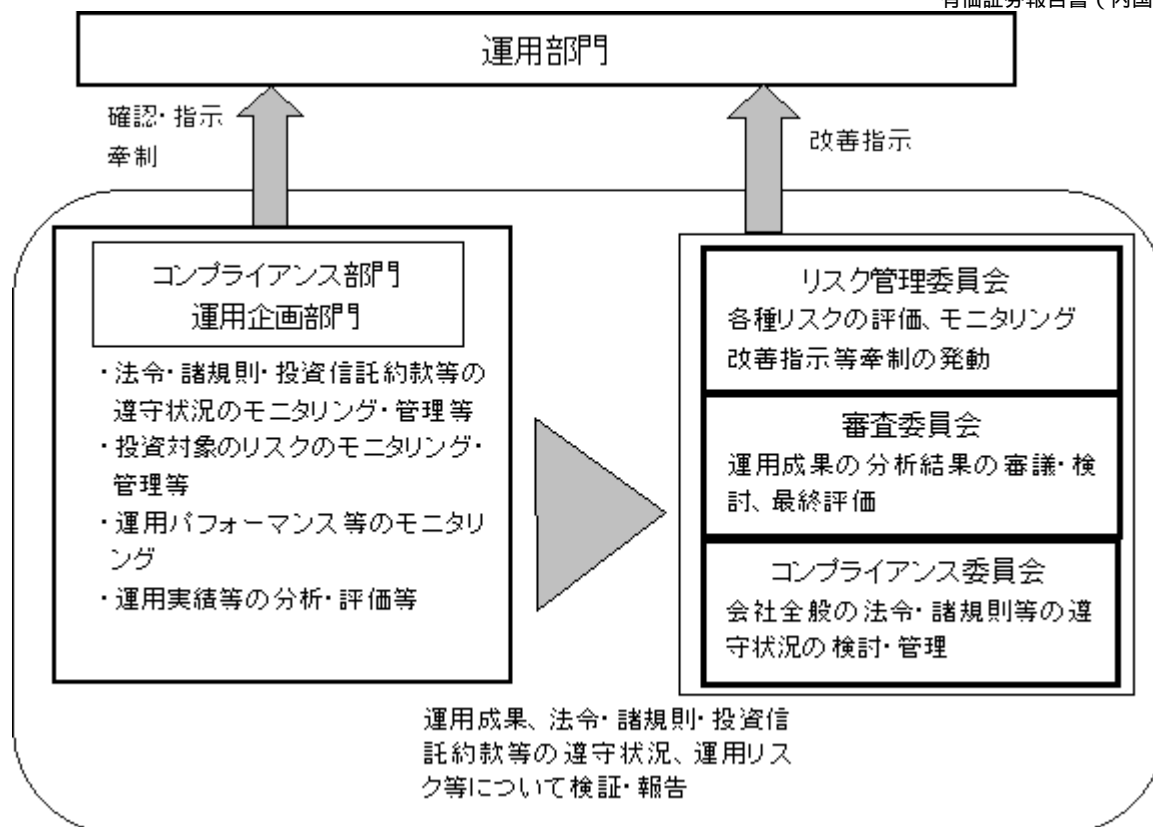 運用部門
確認・指示
牽制
改善指示
コンプライアンス部門
運用企画部門
・法令・諸規則・投資信託約款等の
遵守状況のモニタリング・管理等
・投資対象のリスクのモニタリング・
管理等
・運用パフォーマンス等のモニタリ
ング
・運用実績等の分析・評価等
リスク管理委員会
各種リスクの評価、モニタリング
改善指示等牽制の発動
審査委員会
運用成果の分析結果の審議・検
討、最終評価
コンプライアンス委員会
会社全般の法令・諸規則等の遵
守状況の検討・管理
運用成果、法令・諸規則・投資信
託約款等の遵守状況、運用リス
ク等について検証・報告